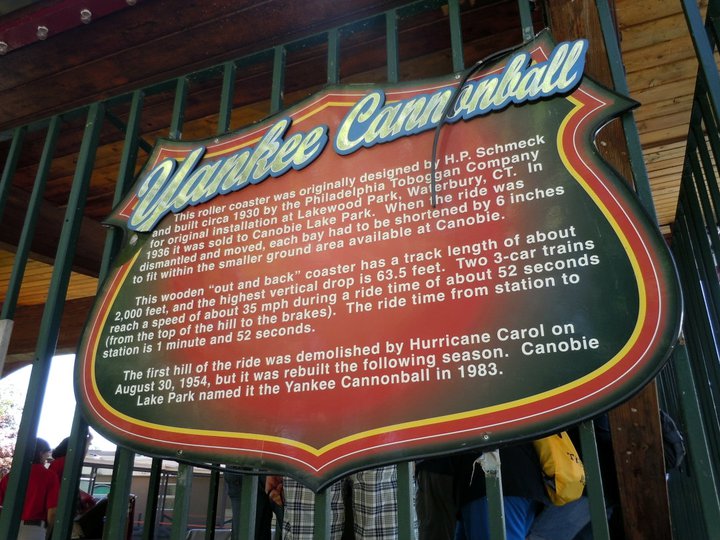 Yankee Cannonball
This roller coaster was originally designed by H.P. Schmeck
and built circa 1930 by the Philadelphia Toboggan Company
for original installation at Lakewood Park, Waterbury, CT. In
1936 it was sold to Canobie Lake Park. When the ride was
dismantled and moved, each bay had to be shortened by 6 inches
to fit within the smaller ground area available at Canobie.
This wooden "out and back" coaster has a track length of about
2,000 feet, and the highest vertical drop is 63.5 feet. Two 3-car trains
reach a speed of about 35 mph during a ride time of about 52 seconds
(from the top of the hill to the brakes). The ride time from station to
station is 1 minute and 52 seconds.
The first hill of the ride was demolished by Hurricane Carol on
August 30, 1954, but it was rebuilt the following season. Canobie
Lake Park named it the Yankee Cannonball in 1983.